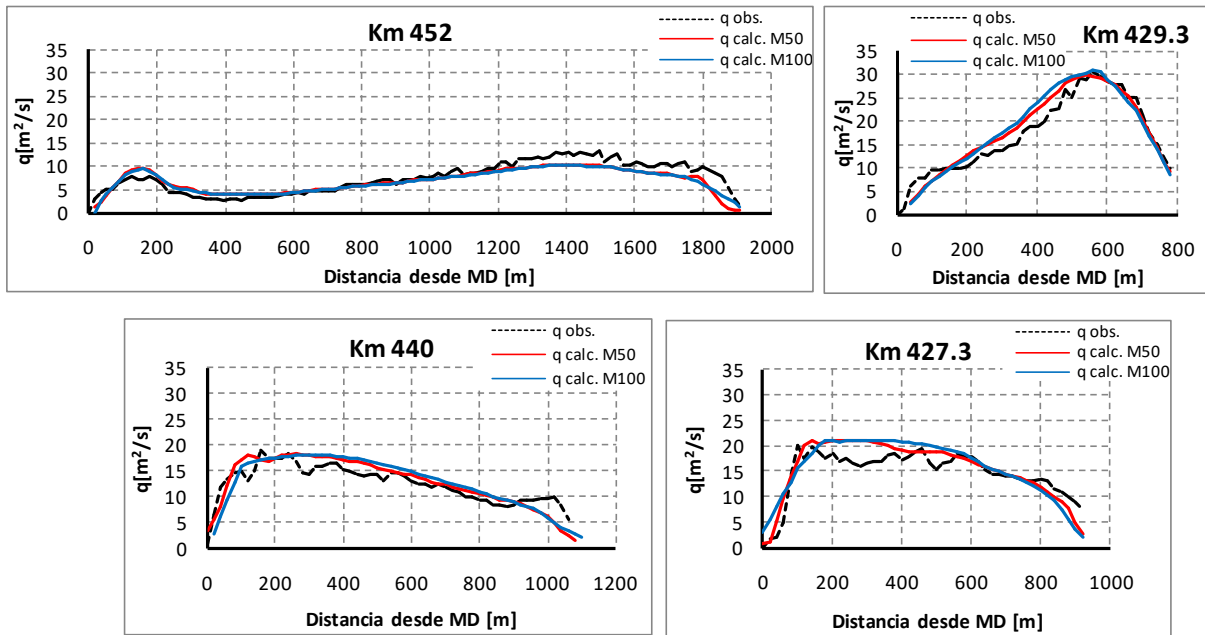 Km 452
q obs.
q calc. M50
q calc. M100
35
30
25
20
15
10
5
0
q[m²/s]
0 200 400 600 800 1000 1200 1400 1600 1800 2000
Distancia desde MD [m]
q obs.
q calc. M50
q calc. M100
Km 429.3
35
30
25
20
15
10
5
0
q[m²/s]
0 200 400 600 800
Distancia desde MD [m]
Km 440
q obs.
q calc. M50
q calc. M100
35
30
25
20
15
10
5
0
q[m²/s]
0 200 400 600 800 1000 1200
Distancia desde MD [m]
Km 427.3
q obs.
q calc. M50
q calc. M100
35
30
25
20
15
10
5
0
q[m²/s]
0 200 400 600 800 1000
Distancia desde MD [m]